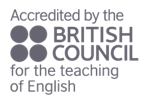 Accredited by the
BRITISH
COUNCIL
for the teaching
of English